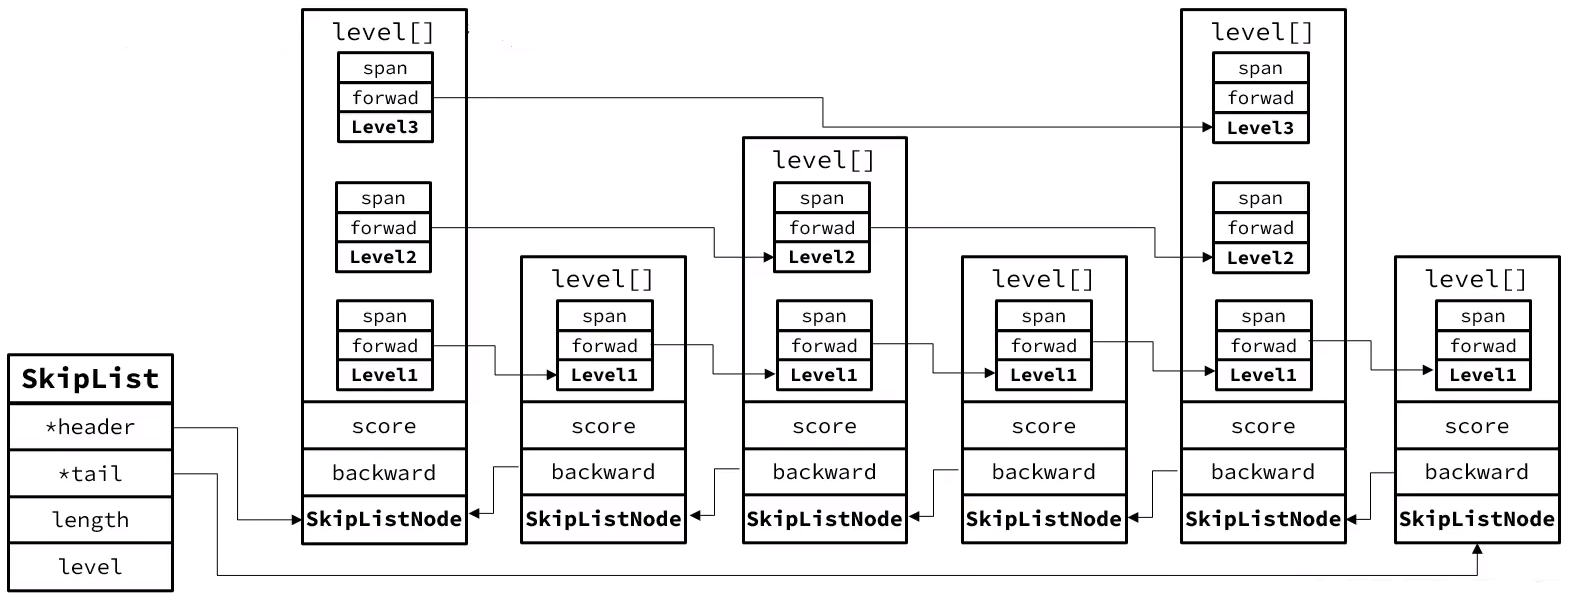 level[]
span
forwad
Level3
span
forwad
Level2
span
forwad
Level1
score
backward
SkipListNode
level[]
span
forwad
Level1
score
backward
SkipListNode
level[]
span
forwad
Level2
span
forwad
Level1
score
backward
SkipListNode
level[]
span
forwad
Level1
score
backward
SkipListNode
level[]
span
forwad
Level3
span
forwad
Level2
span
forwad
Level1
score
backward
SkipListNode
level[]
span
forwad
Level1
score
backward
SkipListNode
SkipList
*header
*tail
length
level